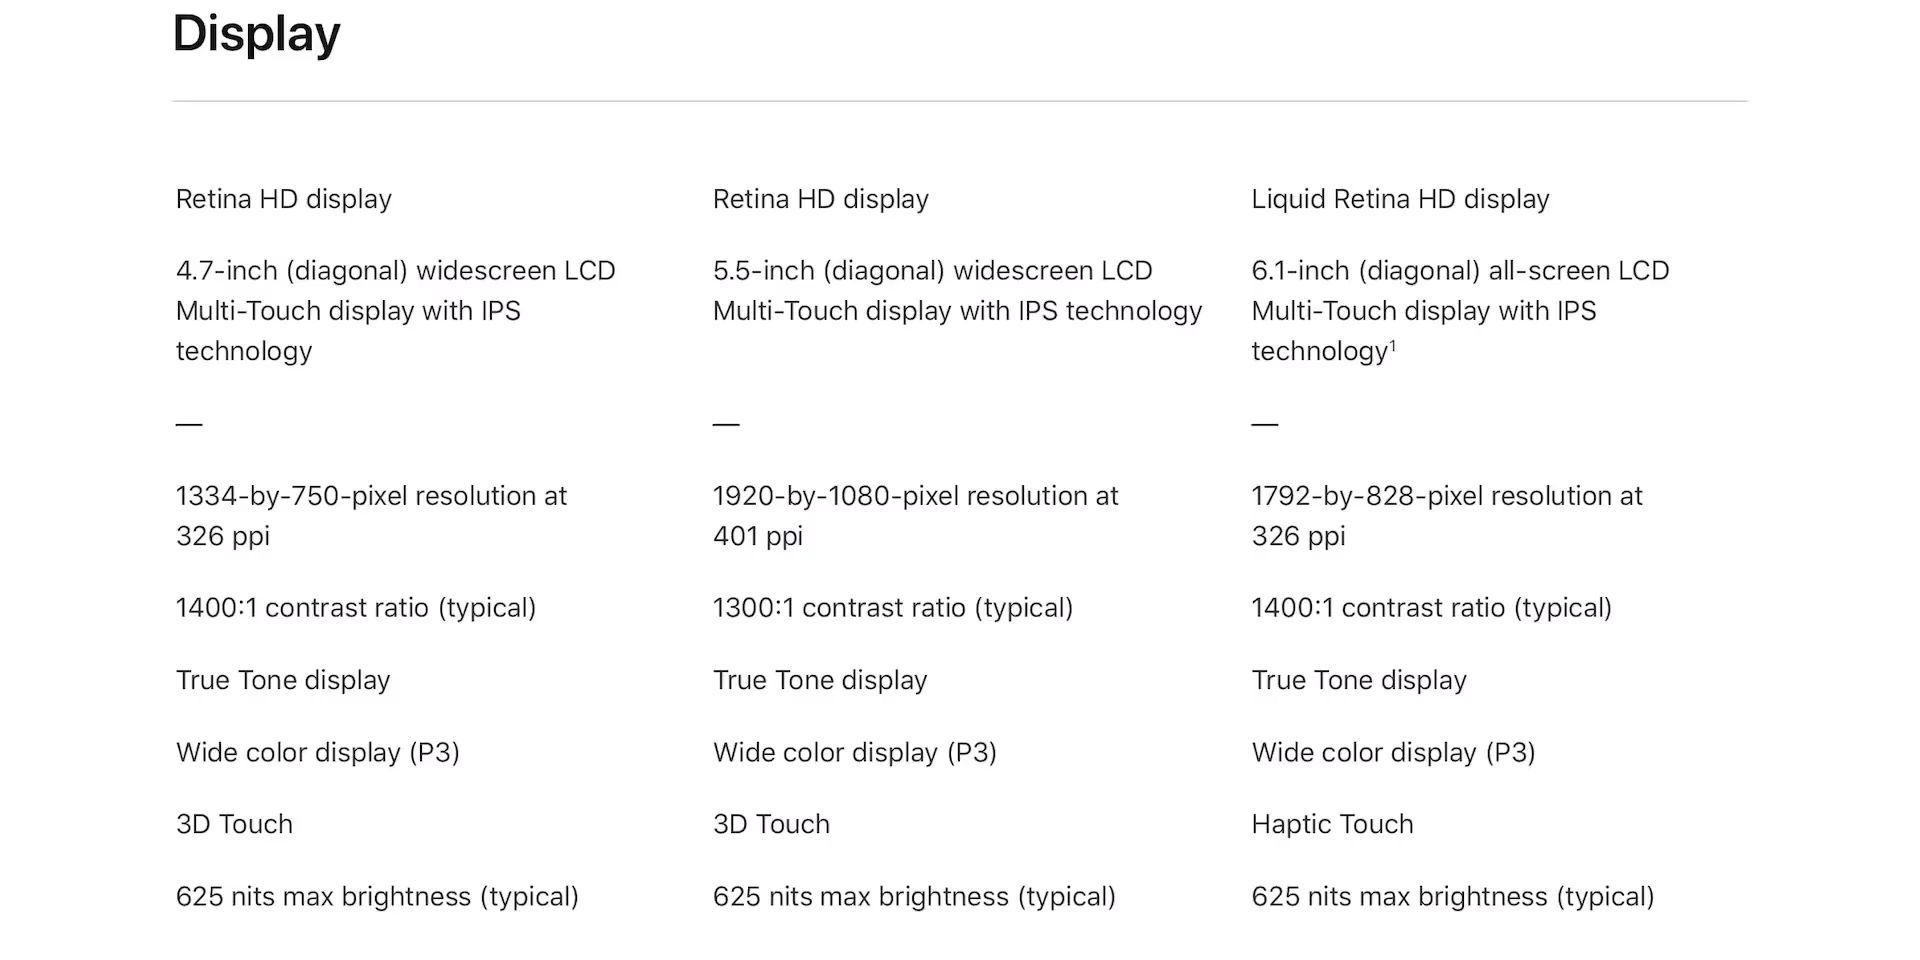 Display
Retina HD display
4.7-inch (diagonal) widescreen LCD
Multi-Touch display with IPS
technology
—
1334-by-750-pixel resolution at
326 ppi
1400:1 contrast ratio (typical)
True Tone display
Wide color display (P3)
3D Touch
625 nits max brightness (typical)
Retina HD display
5.5-inch (diagonal) widescreen LCD
Multi-Touch display with IPS technology
—
1920-by-1080-pixel resolution at
401 ppi
1300:1 contrast ratio (typical)
True Tone display
Wide color display (P3)
3D Touch
625 nits max brightness (typical)
Liquid Retina HD display
6.1-inch (diagonal) all-screen LCD
Multi-Touch display with IPS
technology¹
—
1792-by-828-pixel resolution at
326 ppi
1400:1 contrast ratio (typical)
True Tone display
Wide color display (P3)
Haptic Touch
625 nits max brightness (typical)